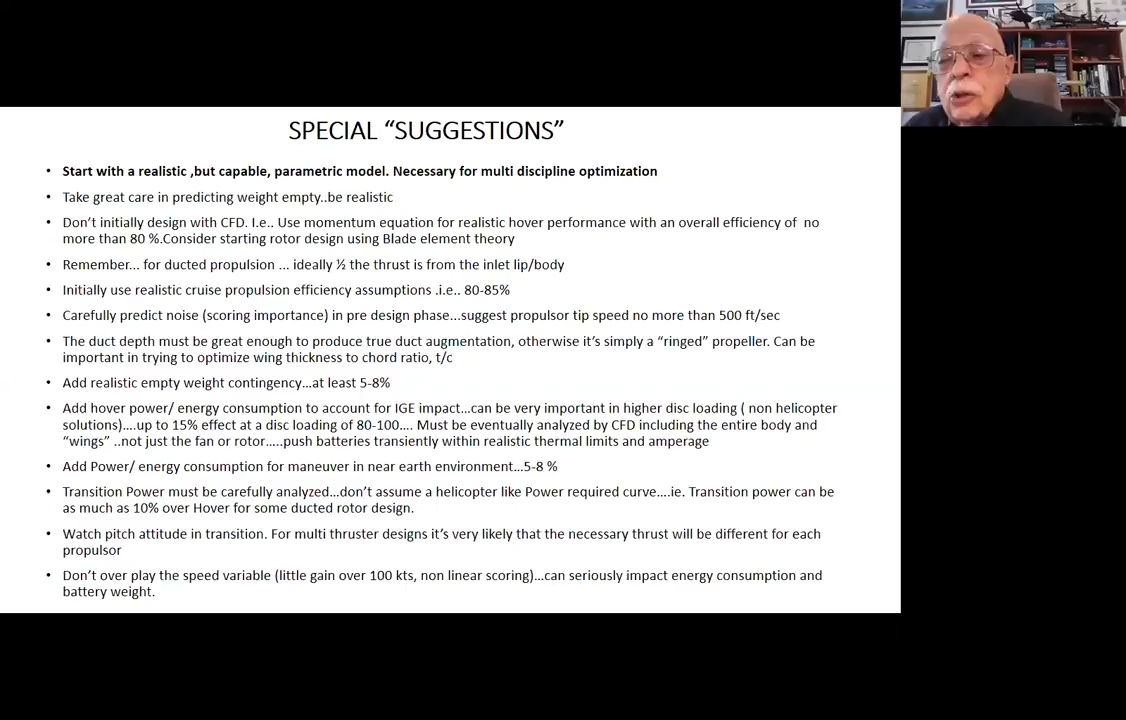 SPECIAL “SUGGESTIONS”
• Start with a realistic ,but capable, parametric model. Necessary for multi discipline optimization
• Take great care in predicting weight empty..be realistic
• Don’t initially design with CFD. I.e.. Use momentum equation for realistic hover performance with an overall efficiency of  no
more than 80 %.Consider starting rotor design using Blade element theory
• Remember... for ducted propulsion ... ideally ½ the thrust is from the inlet lip/body
• Initially use realistic cruise propulsion efficiency assumptions .i.e.. 80-85%
• Carefully predict noise (scoring importance) in pre design phase...suggest propulsor tip speed no more than 500 ft/sec
• The duct depth must be great enough to produce true duct augmentation, otherwise it’s simply a “ringed” propeller. Can be
important in trying to optimize wing thickness to chord ratio, t/c
• Add realistic empty weight contingency...at least 5-8%
• Add hover power/ energy consumption to account for IGE impact...can be very important in higher disc loading ( non helicopter
solutions)....up to 15% effect at a disc loading of 80-100.... Must be eventually analyzed by CFD including the entire body and
“wings” ..not just the fan or rotor.....push batteries transiently within realistic thermal limits and amperage
• Add Power/ energy consumption for maneuver in near earth environment...5-8 %
• Transition Power must be carefully analyzed...don’t assume a helicopter like Power required curve....ie. Transition power can be
as much as 10% over Hover for some ducted rotor design.
• Watch pitch attitude in transition. For multi thruster designs it’s very likely that the necessary thrust will be different for each
propulsor
• Don’t over play the speed variable (little gain over 100 kts, non linear scoring)...can seriously impact energy consumption and
battery weight.